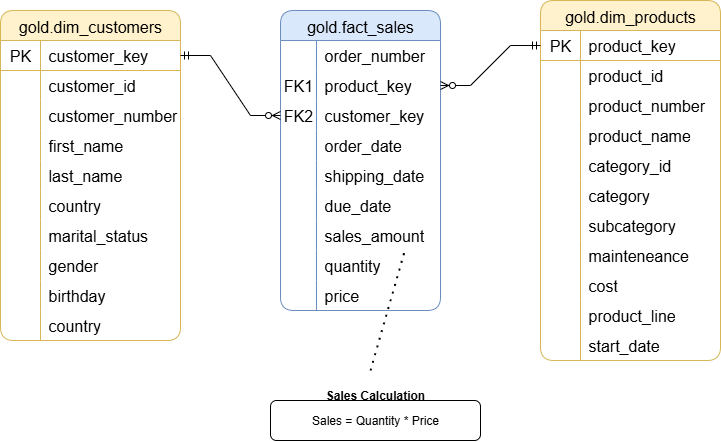 gold.dim_customers
PK customer_key
customer_id
customer_number
first_name
last_name
country
marital_status
gender
birthday
country
gold.fact_sales
order_number
FK1 product_key
FK2 customer_key
order_date
shipping_date
due_date
sales_amount
quantity
price
gold.dim_products
PK product_key
product_id
product_number
product_name
category_id
category
subcategory
mainteneance
cost
product_line
start_date
Sales Calculation
Sales = Quantity * Price